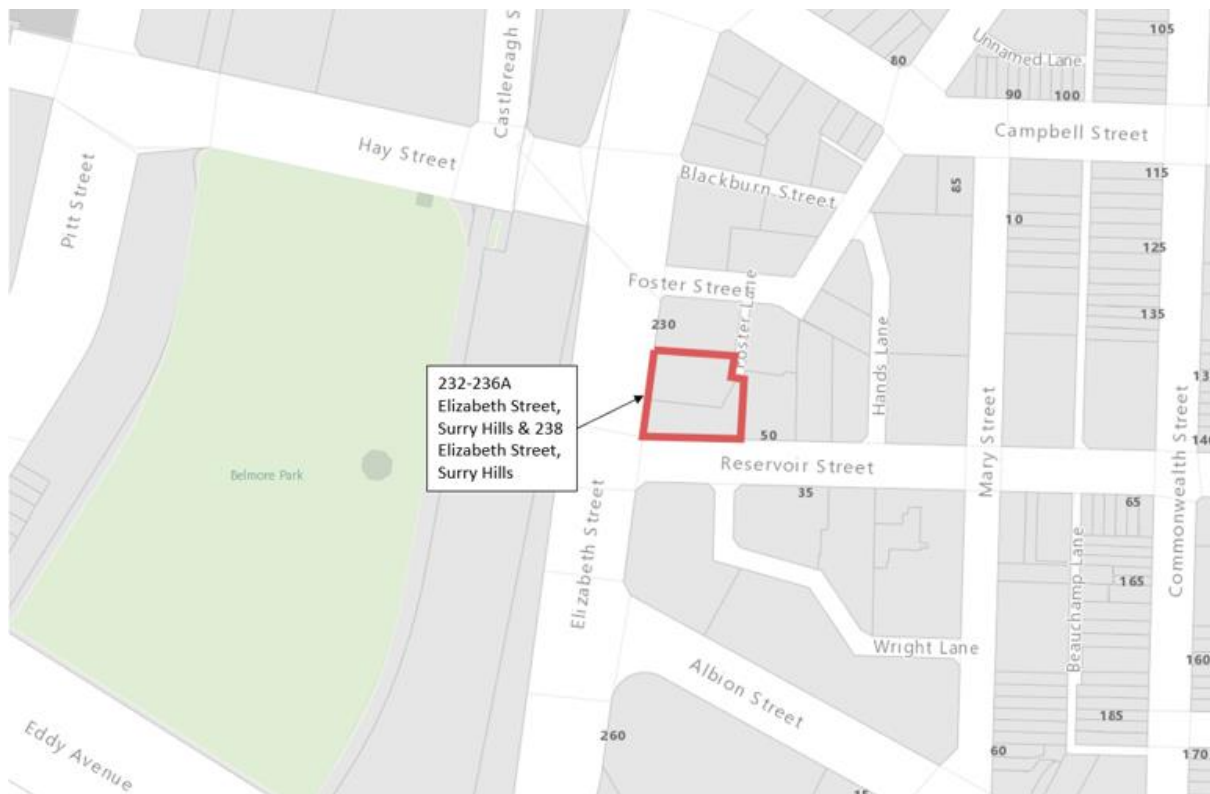 Castlereagh S
105
Unnamed Lane
80
90
100
Campbell Street
Hay Street
Pitt Street
Blackburn Street
85
115
10
125
Foster Street
Foster Lane
135
230
Hands Lane
13
232-236A
Elizabeth Street,
Surry Hills & 238
Elizabeth Street,
Surry Hills
50
140
Reservoir Street
Mary Street
Commonwealth Street
Belmore Park
35
65
Elizabeth Street
Beauchamp Lane
165
Wright Lane
160
Albion Street
185
Eddy Avenue
260
60
170
15